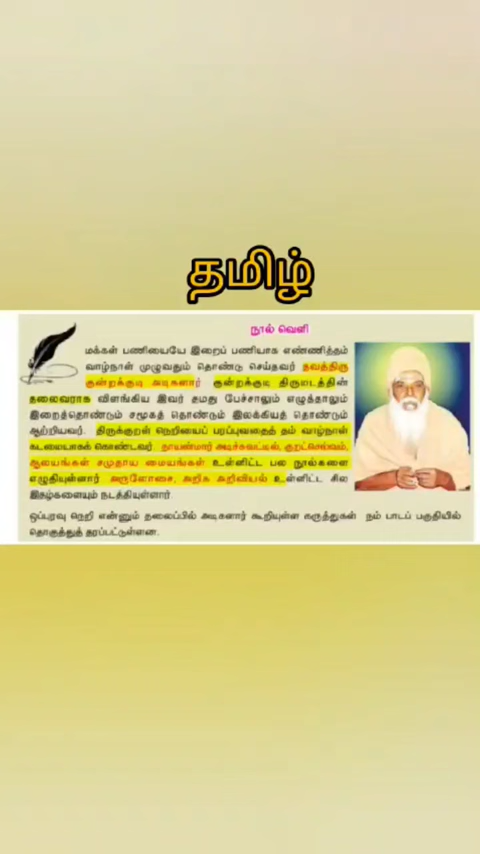 தமிழ்
நூல் வெளி
மக்கள் பணியையே இறைப் பணியாக எண்ணித்தம்
வாழ்நாள் முழுவதும் தொண்டு செய்தவர் தவத்திரு
குன்றக்குடி அடிகளார். குன்றக்குடி திருமடத்தின்
தலைவராக விளங்கிய இவர் தமது பேச்சாலும் எழுத்தாலும்
இறைத்தொண்டும் சமூகத் தொண்டும் இலக்கியத் தொண்டும்
ஆற்றியவர். திருக்குறள் நெறியைப் பரப்புவதைத் தம் வாழ்நாள்
கடமையாகக் கொண்டவர். நாயன்மார் அடிச்சுவட்டில், குறட்செல்வம்,
ஆலயங்கள் சமுதாய மையங்கள் உள்ளிட்ட பல நூல்களை
எழுதியுள்ளார். அருளோசை, அறிக அறிவியல் உள்ளிட்ட சில
இதழ்களையும் நடத்தியுள்ளார்.
ஒப்புரவு நெறி என்னும் தலைப்பில் அடிகளார் கூறியுள்ள கருத்துகள் நம் பாடப் பகுதியில்
தொகுத்துத் தரப்பட்டுள்ளன.